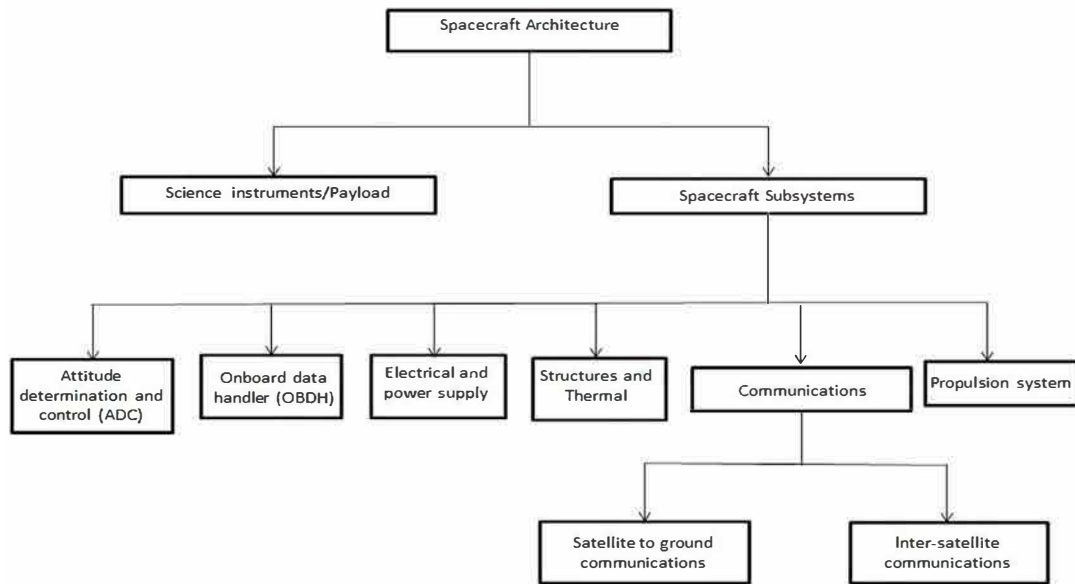 Spacecraft Architecture
Science instruments/Payload
Spacecraft Subsystems
Attitude
determination and
control (ADC)
Onboard data
handler (OBDH)
Electrical and
power supply
Structures and
Thermal
Communications
Propulsion system
Satellite to ground
communications
Inter-satellite
communications